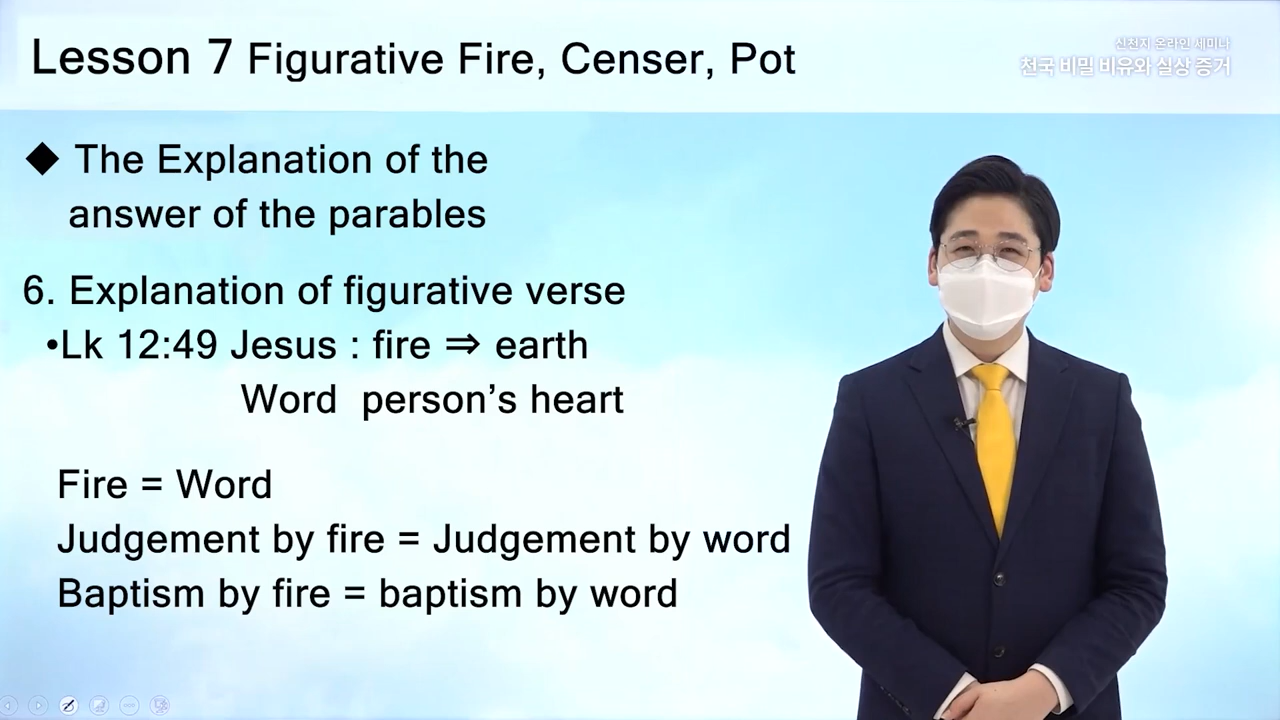 Lesson 7 Figurative Fire, Censer, Pot
신천지 온라인 세미나
천국 비밀 비유와 실상 증거
◆ The Explanation of the
answer of the parables
6. Explanation of figurative verse
•Lk 12:49 Jesus : fire ⇒ earth
Word person’s heart
Fire = Word
Judgement by fire = Judgement by word
Baptism by fire = baptism by word